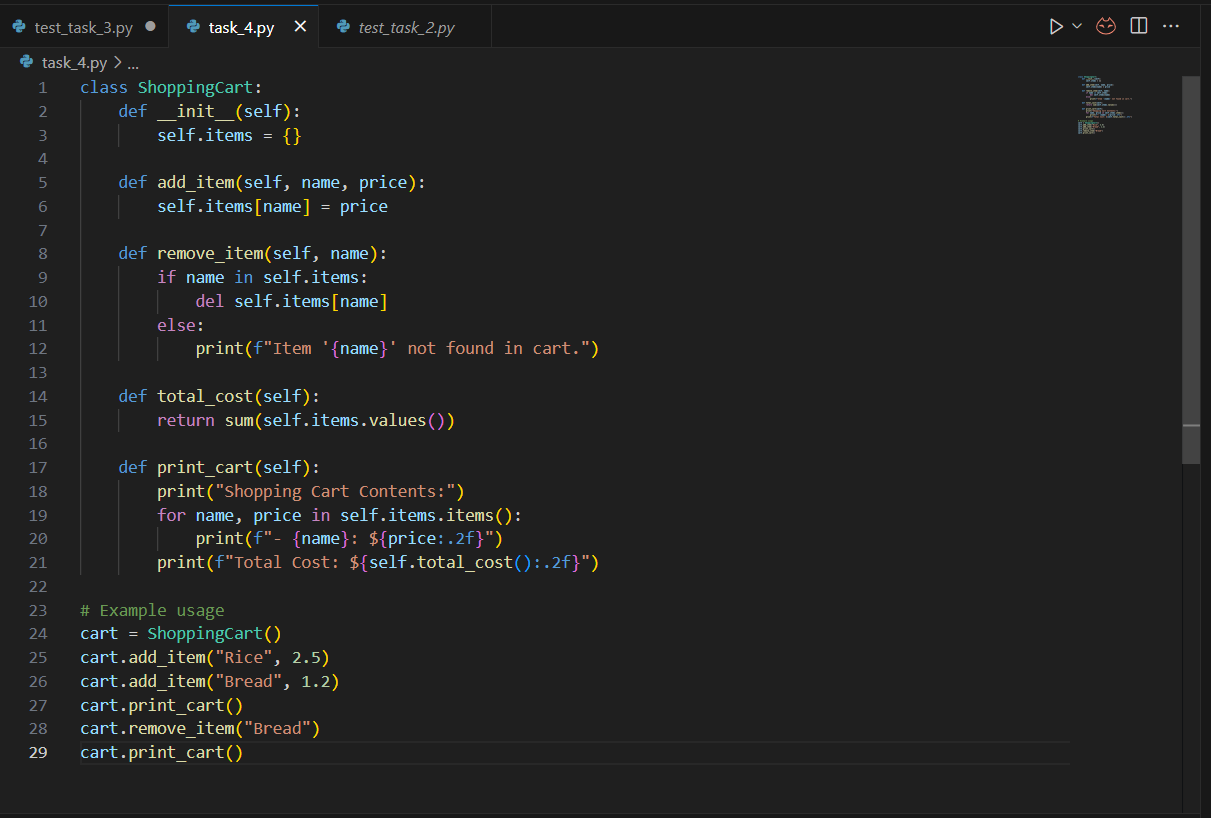 test_task_3.py task_4.py test_task_2.py
task_4.py > ...
1 class ShoppingCart:
2     def __init__(self):
3         self.items = {}
4
5     def add_item(self, name, price):
6         self.items[name] = price
7
8     def remove_item(self, name):
9         if name in self.items:
10             del self.items[name]
11         else:
12             print(f"Item '{name}' not found in cart.")
13
14     def total_cost(self):
15         return sum(self.items.values())
16
17     def print_cart(self):
18         print("Shopping Cart Contents:")
19         for name, price in self.items.items():
20             print(f"- {name}: ${price:.2f}")
21         print(f"Total Cost: ${self.total_cost():.2f}")
22
23 # Example usage
24 cart = ShoppingCart()
25 cart.add_item("Rice", 2.5)
26 cart.add_item("Bread", 1.2)
27 cart.print_cart()
28 cart.remove_item("Bread")
29 cart.print_cart()